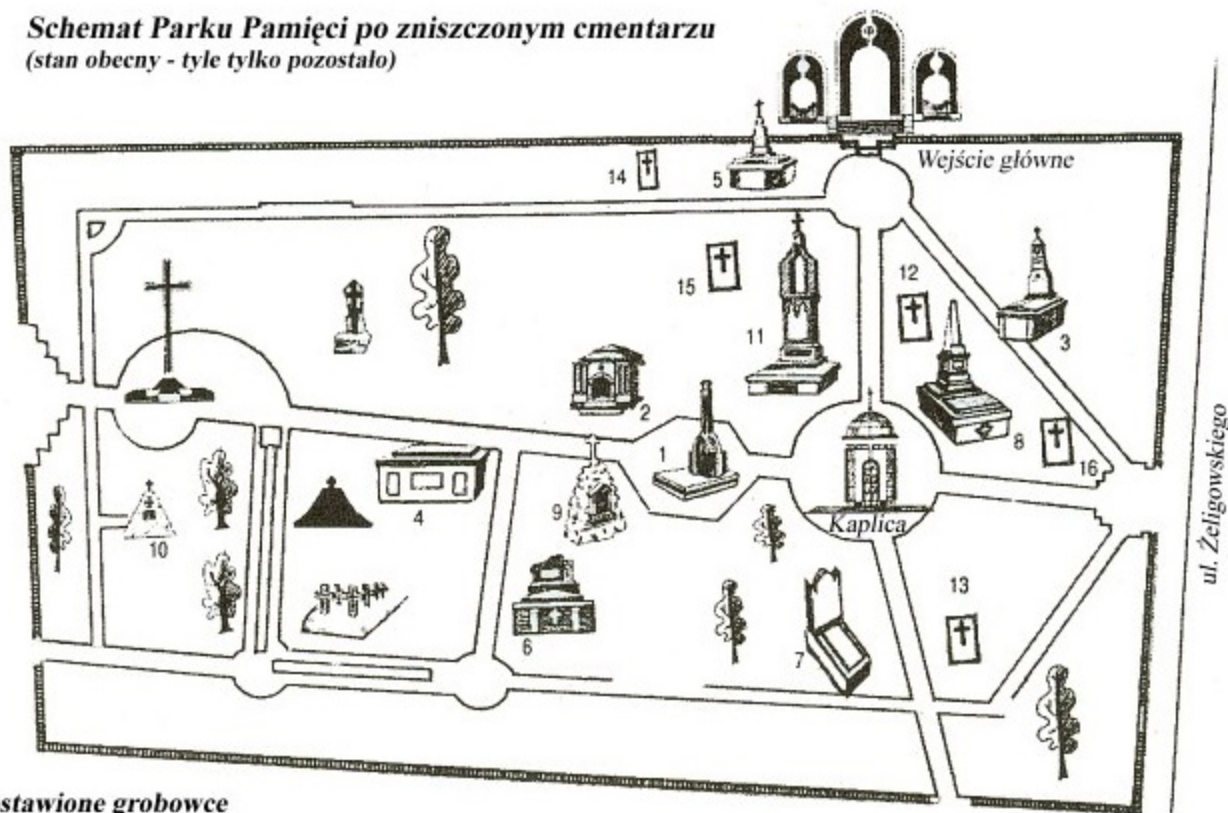 Schemat Parku Pamięci po zniszczonym cmentarzu
(stan obecny - tyle tylko pozostało)
Wejście główne
14
5
15
12
11
3
2
1
8
16
4
9
Kaplica
10
6
7
13
ul. Żeligowskiego
stawione grobowce